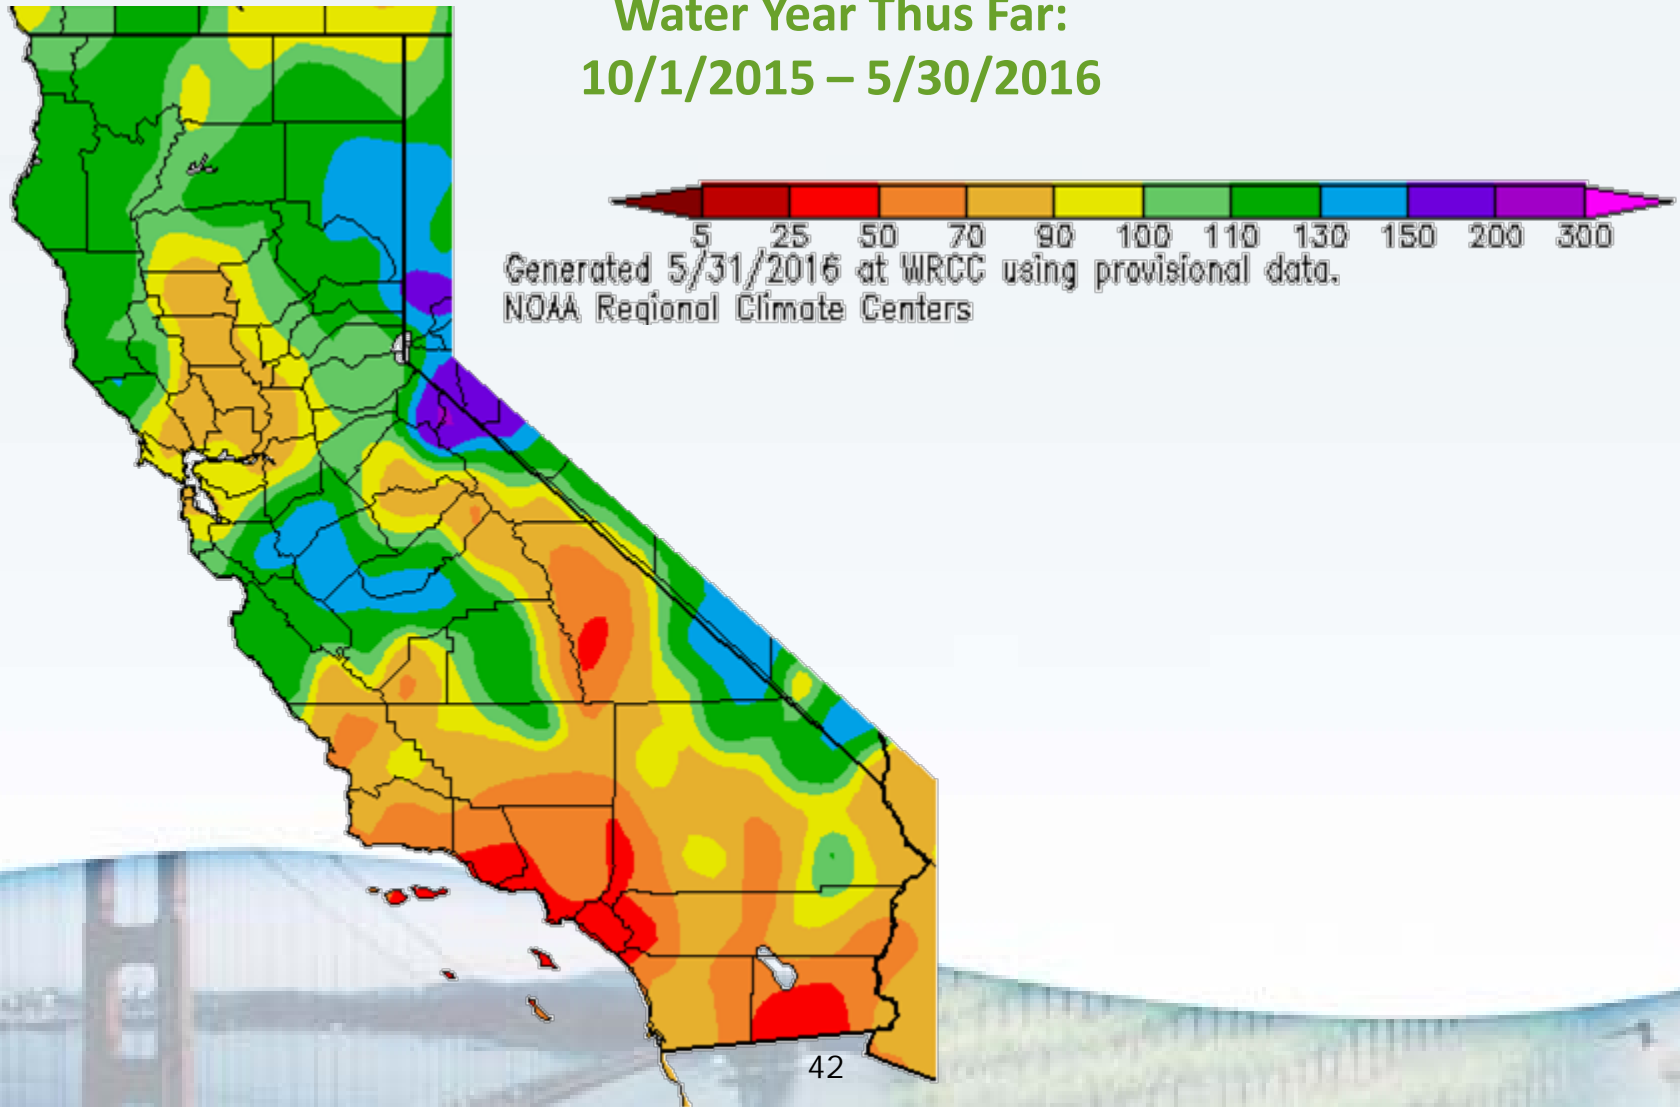 Water Year Thus Far:
10/1/2015 – 5/30/2016
5 25 50 70 90 100 110 130 150 200 300
Generated 5/31/2016 at WRCC using provisional data.
NOAA Regional Climate Centers
42